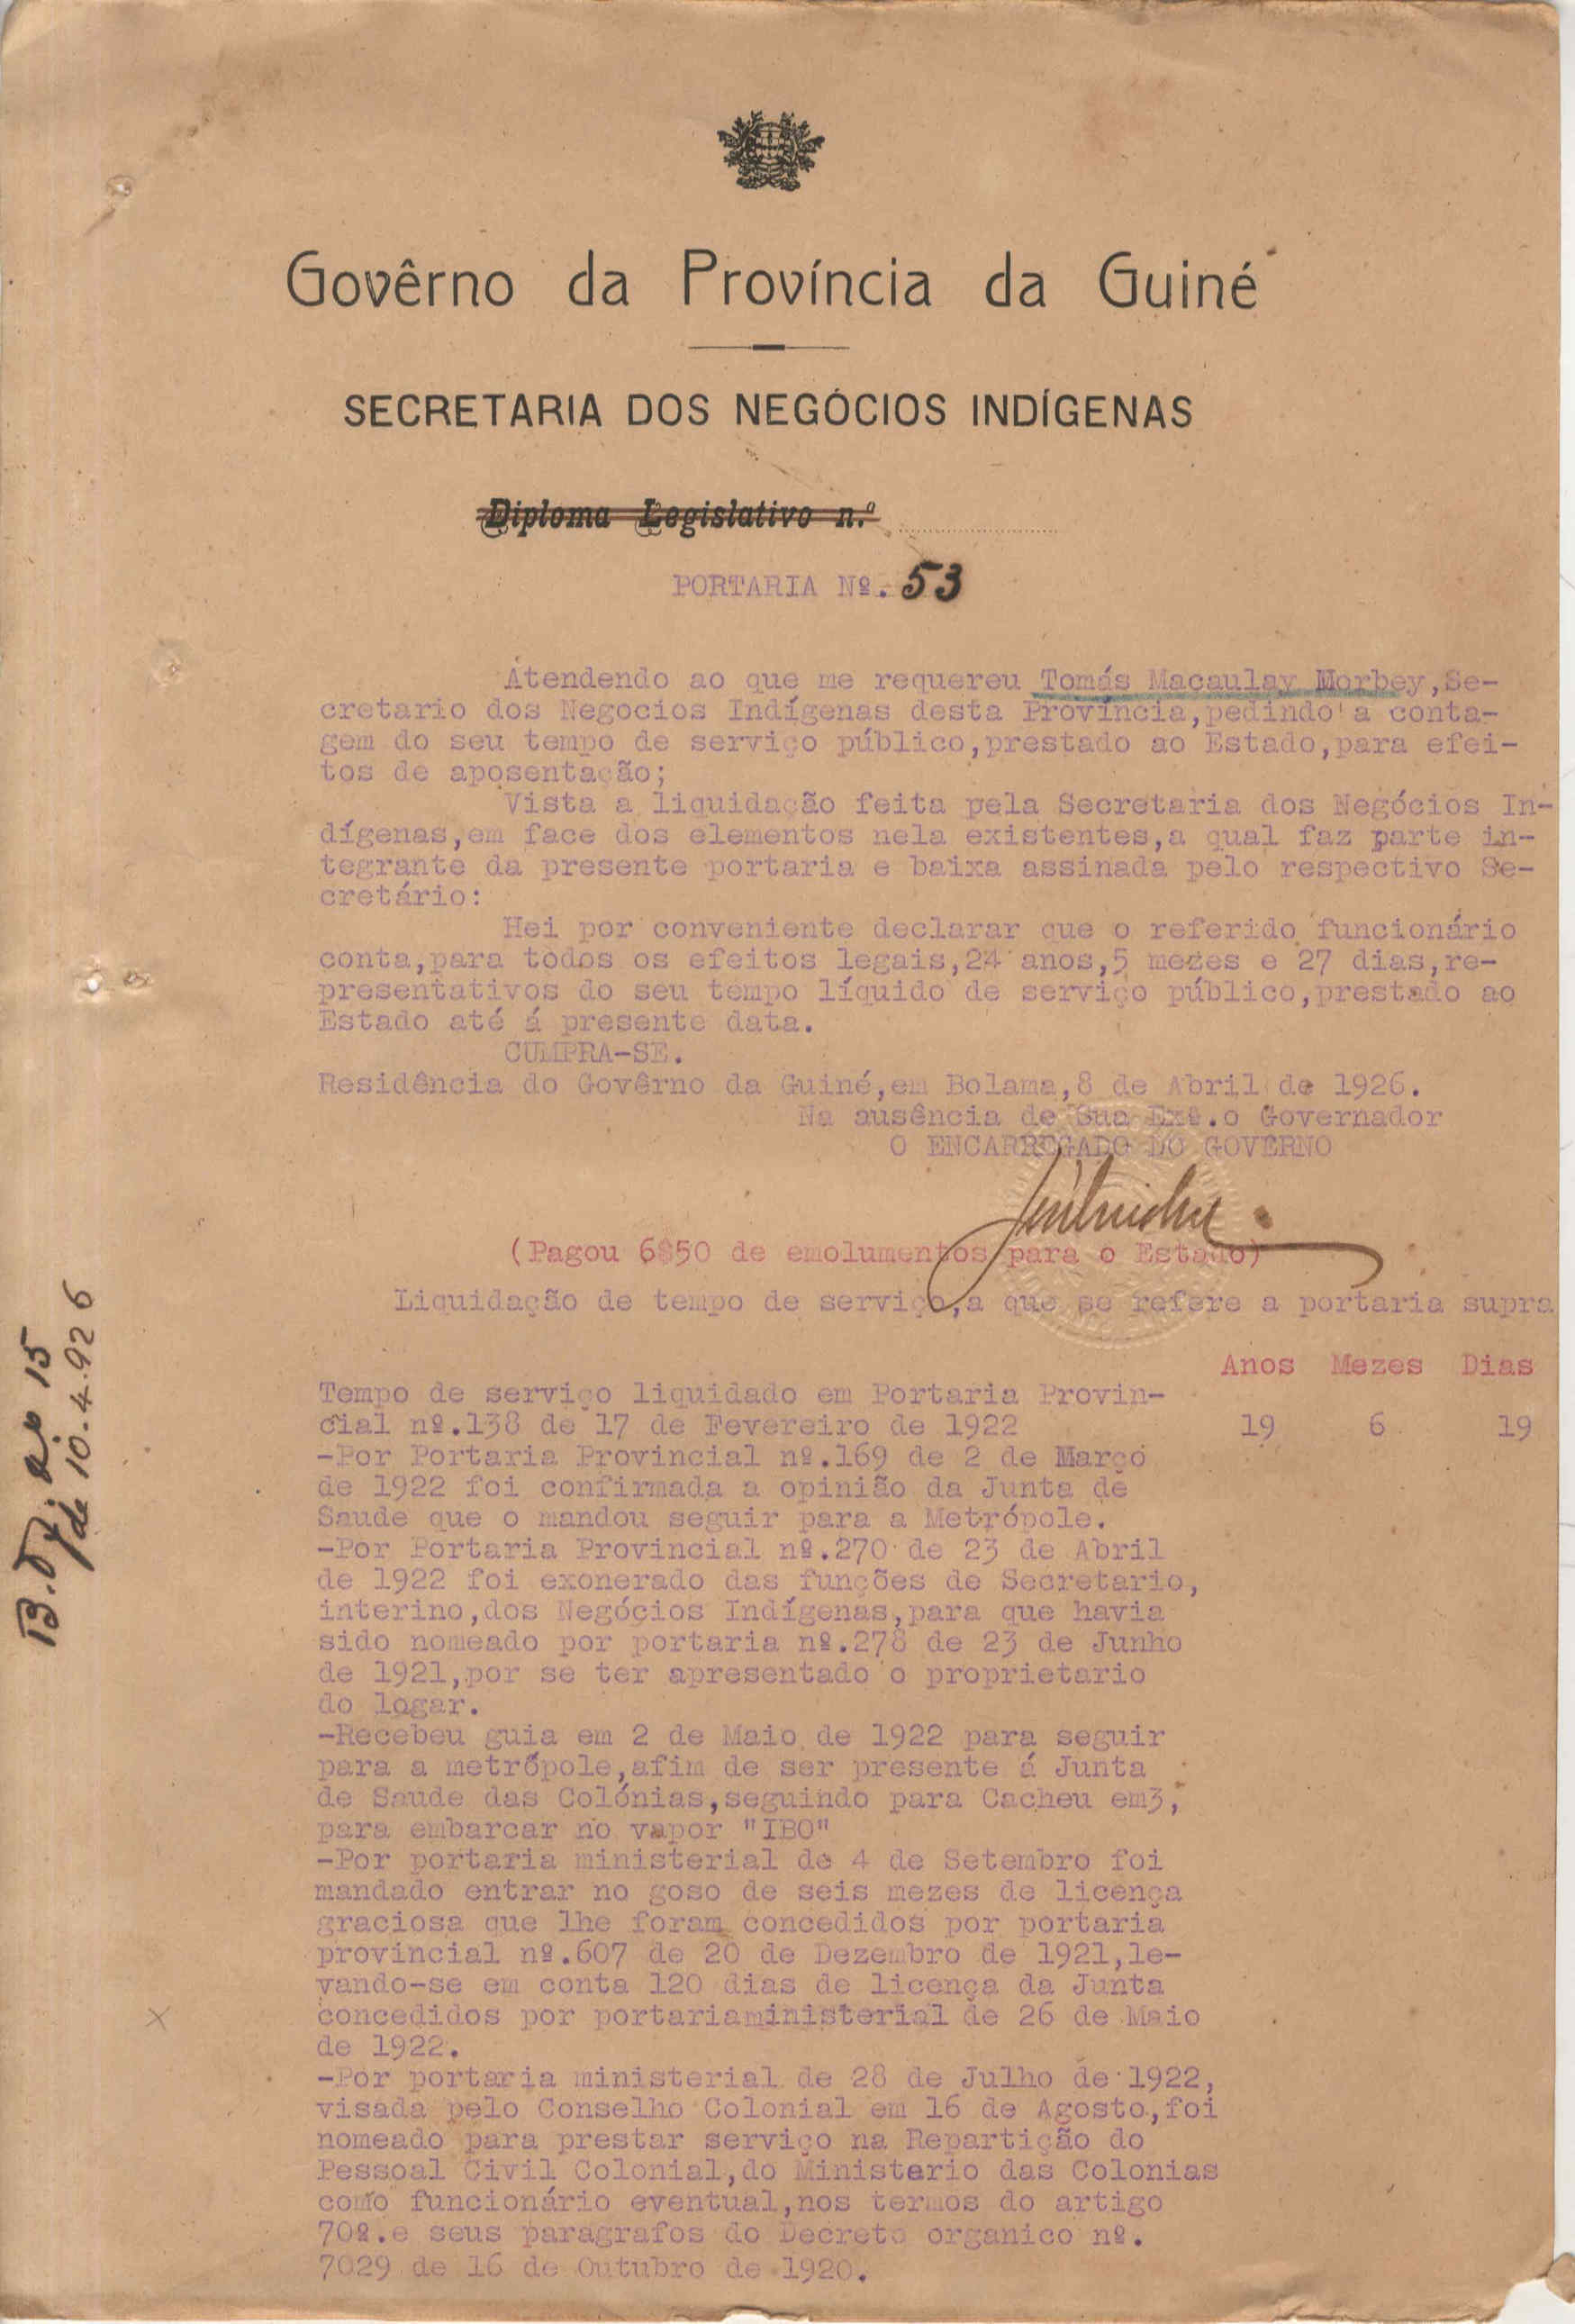 Govêrno da Província da Guiné
SECRETARIA DOS NEGÓCIOS INDÍGENAS
Diploma Legislativo n.º
PORTARIA Nº. 53
Atendendo ao que me requereu Tomás Macaulay Morbey,Se-
cretario dos Negocios Indígenas desta Província,pedindo a conta-
gem do seu tempo de serviço público,prestado ao Estado,para efei-
tos de aposentação;
Vista a liquidação feita pela Secretaria dos Negócios In-
dígenas,em face dos elementos nela existentes,a qual faz parte in-
tegrante da presente portaria e baixa assinada pelo respectivo Se-
cretário:
Hei por conveniente declarar que o referido funcionário
conta,para todos os efeitos legais,24 anos,5 mezes e 27 dias,re-
presentativos do seu tempo líquido de serviço público,prestado ao
Estado até á presente data.
CUMPRA-SE.
Residência do Govêrno da Guiné,em Bolama,8 de Abril de 1926.
Na ausência de Sua Exª.o Governador
O ENCARREGADO DO GOVERNO
(Pagou 6$50 de emolumentos para o Estado)
Liquidação de tempo de serviço,a que se refere a portaria supra
Anos Mezes Dias
Tempo de serviço liquidado em Portaria Provin-
cial nº.138 de 17 de Fevereiro de 1922 19 6 19
-Por Portaria Provincial nº.169 de 2 de Março
de 1922 foi confirmada a opinião da Junta de
Saude que o mandou seguir para a Metrópole.
-Por Portaria Provincial nº.270 de 23 de Abril
de 1922 foi exonerado das funções de Secretario,
interino,dos Negócios Indígenas,para que havia
sido nomeado por portaria nº.278 de 23 de Junho
de 1921,por se ter apresentado o proprietario
do logar.
-Recebeu guia em 2 de Maio de 1922 para seguir
para a metrópole,afim de ser presente á Junta
de Saude das Colónias,seguindo para Cacheu em3,
para embarcar no vapor "IBO"
-Por portaria ministerial de 4 de Setembro foi
mandado entrar no goso de seis mezes de licença
graciosa que lhe foram concedidos por portaria
provincial nº.607 de 20 de Dezembro de 1921,le-
vando-se em conta 120 dias de licença da Junta
concedidos por portariaministerial de 26 de Maio
de 1922.
-Por portaria ministerial de 28 de Julho de 1922,
visada pelo Conselho Colonial em 16 de Agosto,foi
nomeado para prestar serviço na Repartição do
Pessoal Civil Colonial,do Ministerio das Colonias
como funcionário eventual,nos termos do artigo
70º.e seus paragrafos do Decreto organico nº.
7029 de 16 de Outubro de 1920.
B.O. nº 15
de 10-4-926